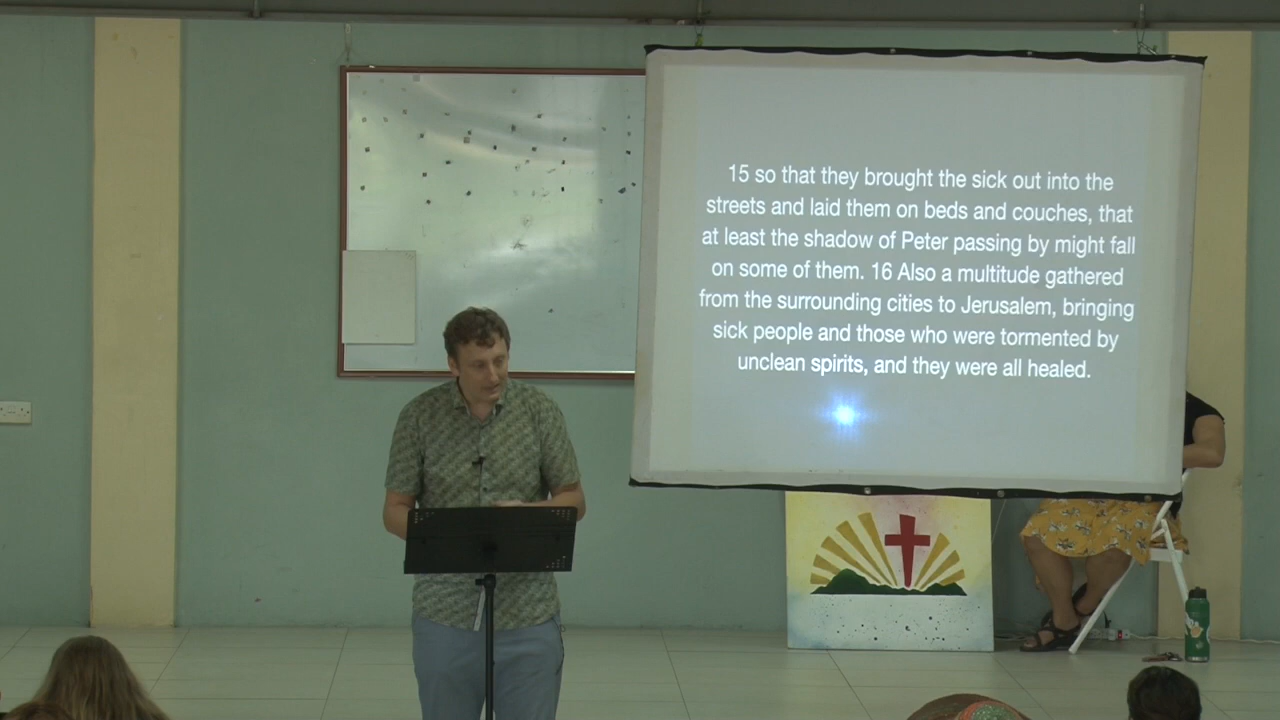 15 so that they brought the sick out into the
streets and laid them on beds and couches, that
at least the shadow of Peter passing by might fall
on some of them. 16 Also a multitude gathered
from the surrounding cities to Jerusalem, bringing
sick people and those who were tormented by
unclean spirits, and they were all healed.